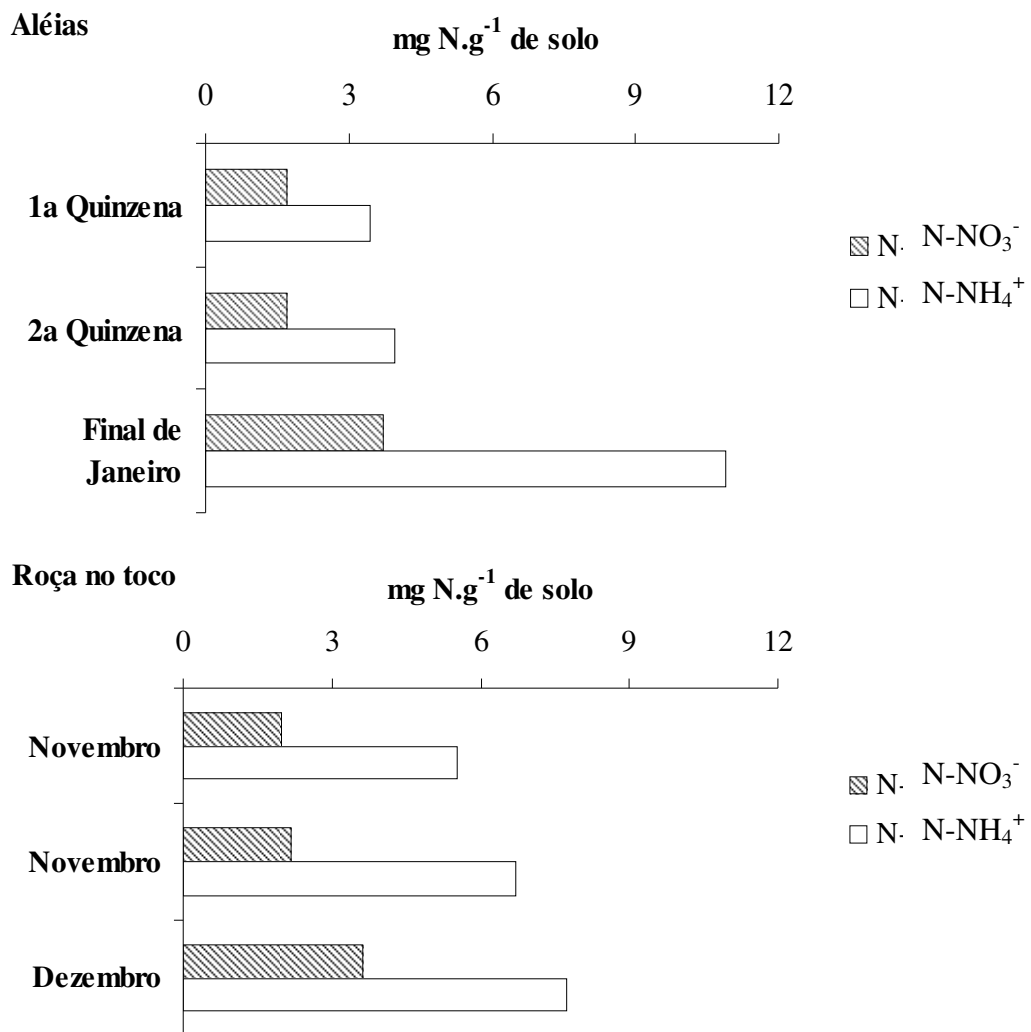 Aléias
mg N.g-1 de solo
0 3 6 9 12
1a Quinzena
2a Quinzena
Final de
Janeiro
N- N-NO3-
N- N-NH4+
Roça no toco
mg N.g-1 de solo
0 3 6 9 12
Novembro
Novembro
Dezembro
N- N-NO3-
N- N-NH4+